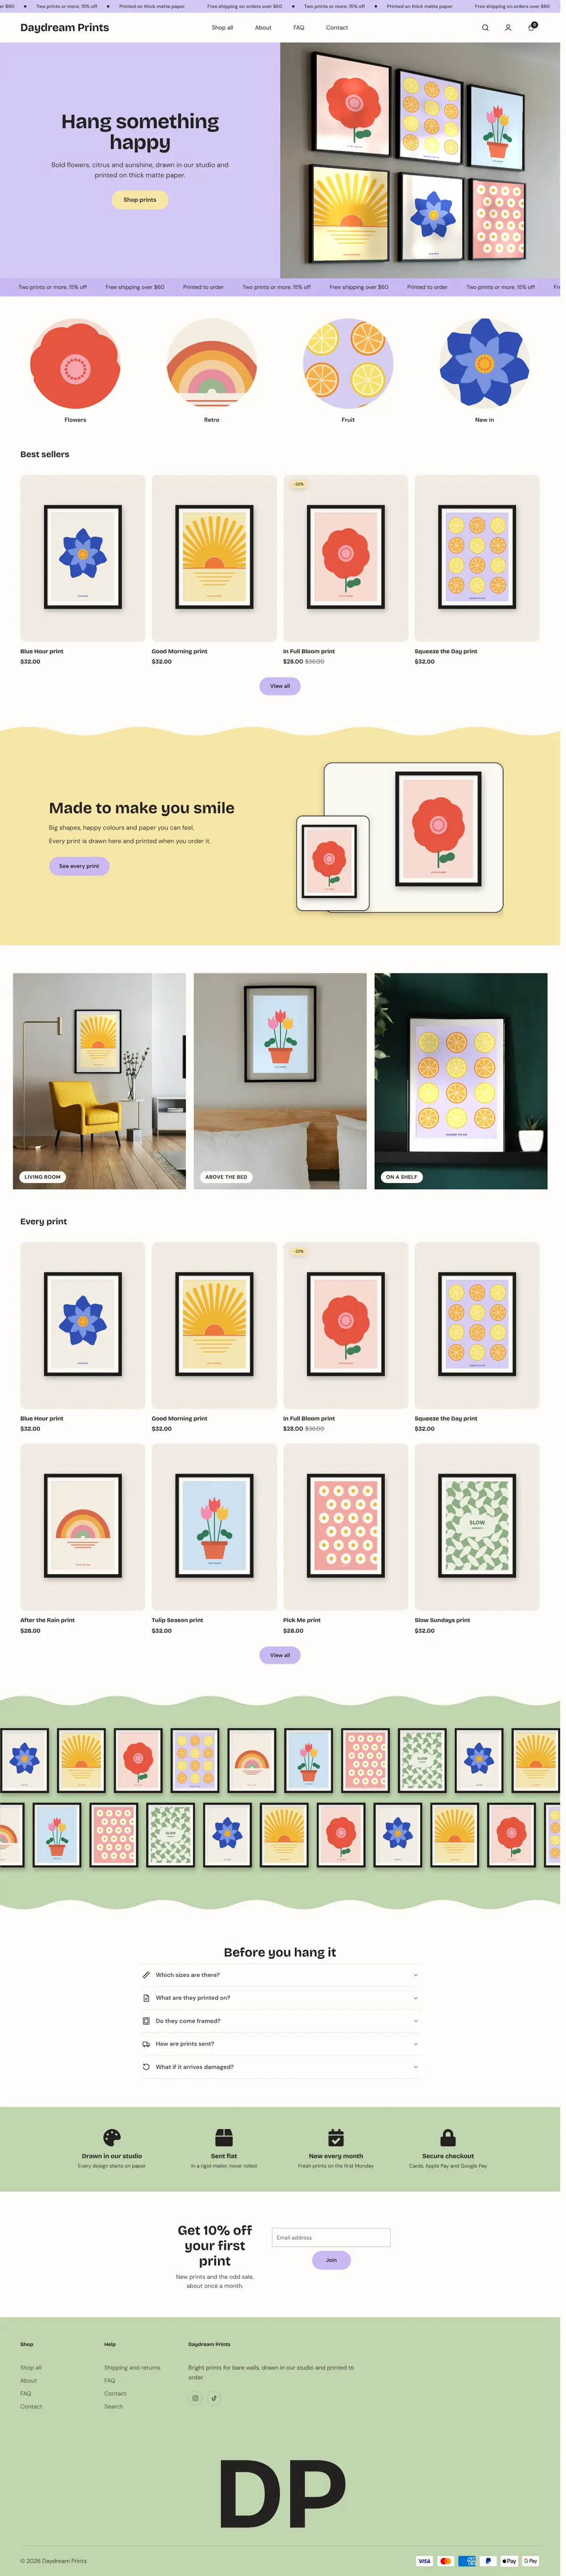 er $60 Two prints or more, 15% off Printed on thick matte paper Free shipping on orders over $60 Two prints or more, 15% off Printed on thick matte paper Free shipping on orders over $60
Daydream Prints
Shop all About FAQ Contact
0
Hang something
happy
Bold flowers, citrus and sunshine, drawn in our studio and
printed on thick matte paper.
Shop prints
Two prints or more, 15% off Free shipping over $60 Printed to order Two prints or more, 15% off Free shipping over $60 Printed to order Two prints or more, 15% off
Flowers Retro Fruit New in
Best sellers
-22%
Blue Hour print
$32.00
Good Morning print
$32.00
In Full Bloom print
$28.00 $36.00
Squeeze the Day print
$32.00
View all
Made to make you smile
Big shapes, happy colours and paper you can feel.
Every print is drawn here and printed when you order it.
See every print
LIVING ROOM
ABOVE THE BED
ON A SHELF
Every print
-22%
Blue Hour print
$32.00
Good Morning print
$32.00
In Full Bloom print
$28.00 $36.00
Squeeze the Day print
$32.00
SLOW
After the Rain print
$28.00
Tulip Season print
$32.00
Pick Me print
$28.00
Slow Sundays print
$32.00
View all
SLOW
SLOW
Before you hang it
Which sizes are there?
What are they printed on?
Do they come framed?
How are prints sent?
What if it arrives damaged?
Drawn in our studio
Every design starts on paper
Sent flat
In a rigid mailer, never rolled
New every month
Fresh prints on the first Monday
Secure checkout
Cards, Apple Pay and Google Pay
Get 10% off
your first
print
New prints and the odd sale,
about once a month.
Email address
Join
Shop
Shop all
About
FAQ
Contact
Help
Shipping and returns
FAQ
Contact
Search
Daydream Prints
Bright prints for bare walls, drawn in our studio and printed to
order.
DP
© 2026 Daydream Prints
VISA
Pay
G Pay